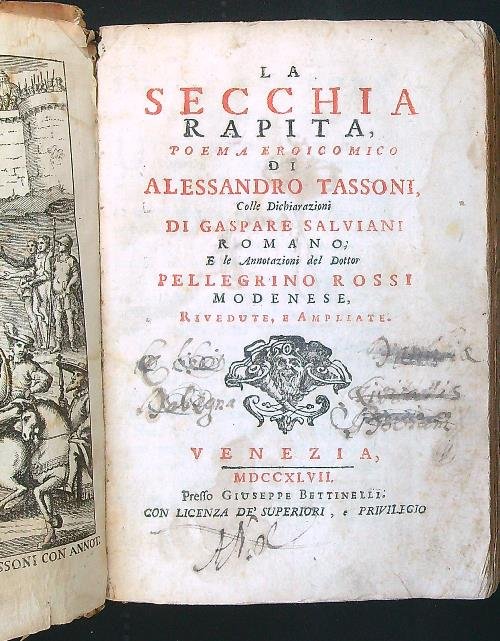 LA
SECCHIA
RAPITA,
POEMA EROICOMICO
DI
ALESSANDRO TASSONI,
Colle Dichiarazioni
DI GASPARE SALVIANI
ROMANO;
E le Annotazioni del Dottor
PELLEGRINO ROSSI
MODENESE,
RIVEDUTE, E AMPLIATE.
VENEZIA,
MDCCXLVII.
Presso GIUSEPPE BETTINELLI.
CON LICENZA DE' SUPERIORI, e PRIVILEGIO
SSONI CON ANNOT.